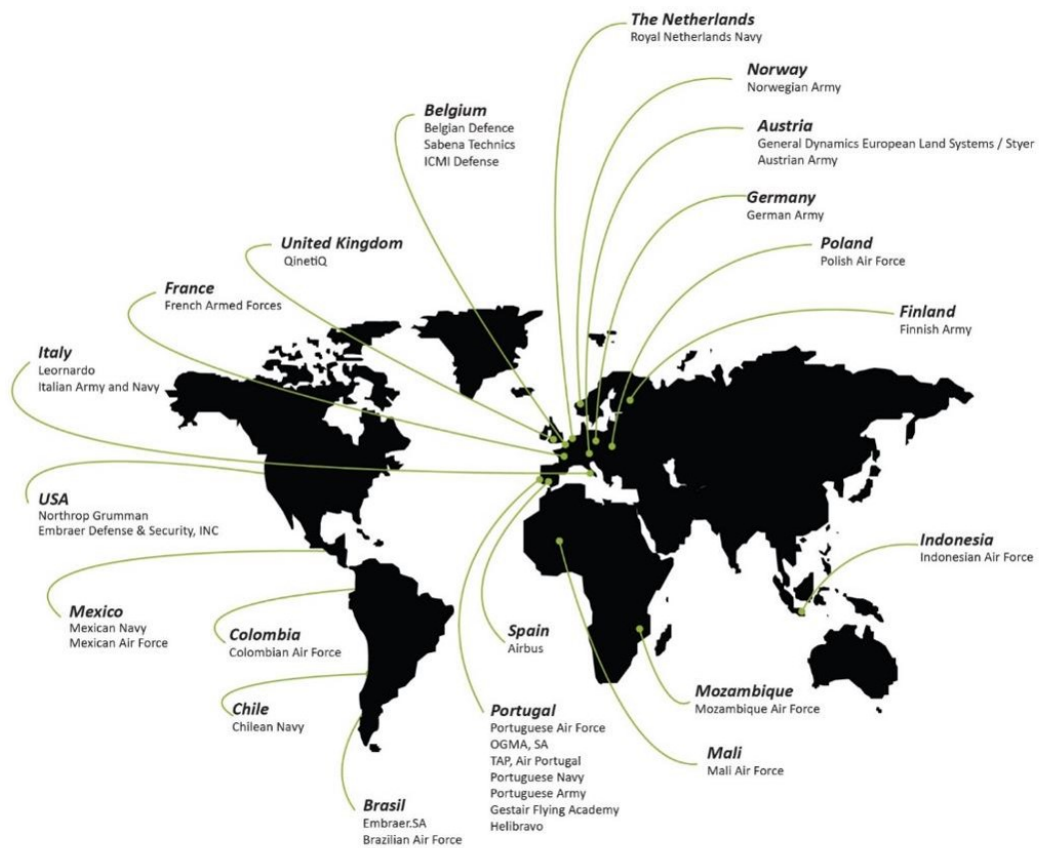 The Netherlands
Royal Netherlands Navy
Norway
Norwegian Army
Belgium
Belgian Defence
Sabena Technics
ICMI Defense
Austria
General Dynamics European Land Systems / Styer
Austrian Army
Germany
German Army
United Kingdom
QinetiQ
Poland
Polish Air Force
France
French Armed Forces
Finland
Finnish Army
Italy
Leornardo
Italian Army and Navy
USA
Northrop Grumman
Embraer Defense & Security, INC
Indonesia
Indonesian Air Force
Mexico
Mexican Navy
Mexican Air Force
Colombia
Colombian Air Force
Spain
Airbus
Mozambique
Mozambique Air Force
Chile
Chilean Navy
Portugal
Portuguese Air Force
OGMA, SA
TAP, Air Portugal
Portuguese Navy
Portuguese Army
Gestair Flying Academy
Helibravo
Mali
Mali Air Force
Brasil
Embraer.SA
Brazilian Air Force